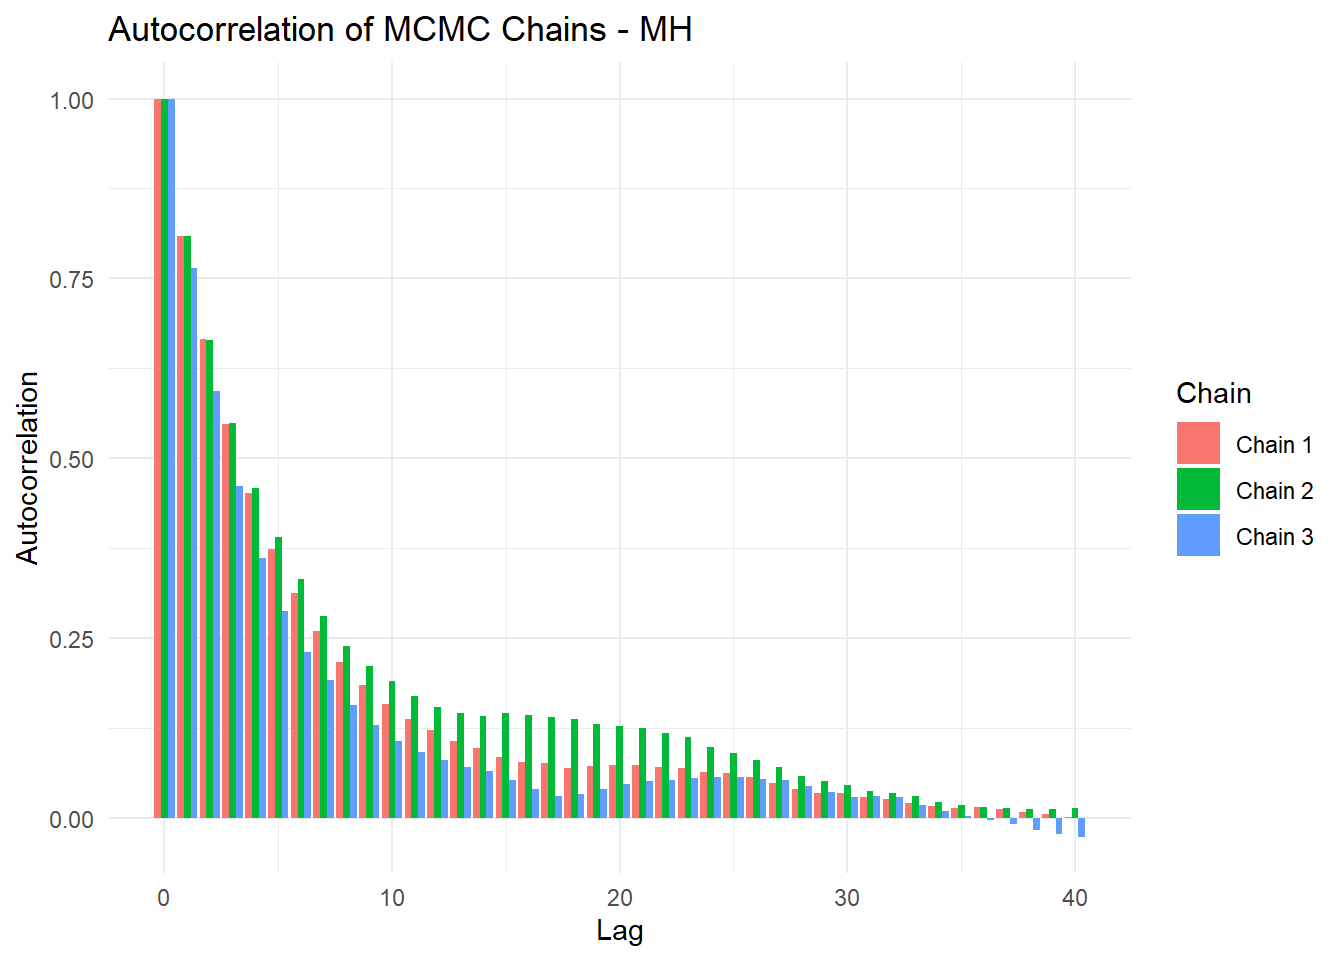 Autocorrelation of MCMC Chains - MH
Autocorrelation
1.00
0.75
0.50
0.25
0.00
0
10
20
30
40
Lag
Chain
Chain 1
Chain 2
Chain 3